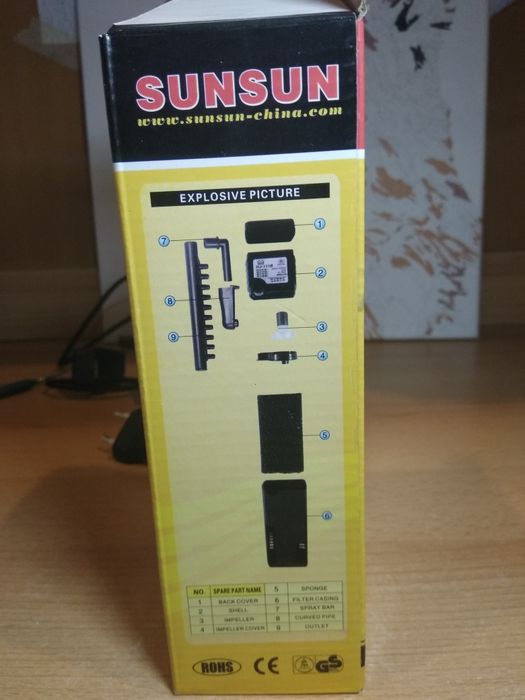 SUNSUN
www.sunsun-china.com
EXPLOSIVE PICTURE
1
7
2
8
3
9
4
5
6
NO. SPARE PART NAME 5 SPONGE
1 BACK COVER 6 FILTER CASING
2 SHELL 7 SPRAY BAR
3 IMPELLER 8 CURVED PIPE
4 IMPELLER COVER 9 OUTLET
ROHS CE GS